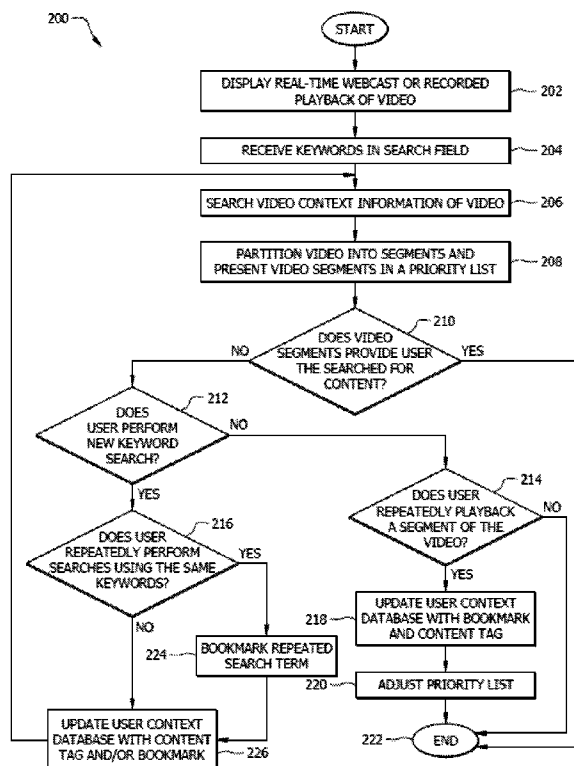 200
START
DISPLAY REAL-TIME WEBCAST OR RECORDED
PLAYBACK OF VIDEO
202
RECEIVE KEYWORDS IN SEARCH FIELD
204
SEARCH VIDEO CONTEXT INFORMATION OF VIDEO
206
PARTITION VIDEO INTO SEGMENTS AND
PRESENT VIDEO SEGMENTS IN A PRIORITY LIST
208
210
DOES VIDEO
SEGMENTS PROVIDE USER
THE SEARCHED FOR
CONTENT?
NO
YES
212
DOES
USER PERFORM
NEW KEYWORD
SEARCH?
NO
YES
214
DOES USER
REPEATEDLY PLAYBACK
A SEGMENT OF THE
VIDEO?
NO
YES
216
DOES USER
REPEATEDLY PERFORM
SEARCHES USING THE SAME
KEYWORDS?
YES
NO
218
UPDATE USER CONTEXT
DATABASE WITH BOOKMARK
AND CONTENT TAG
224
BOOKMARK REPEATED
SEARCH TERM
220
ADJUST PRIORITY LIST
UPDATE USER CONTEXT
DATABASE WITH CONTENT
TAG AND/OR BOOKMARK
226
222
END